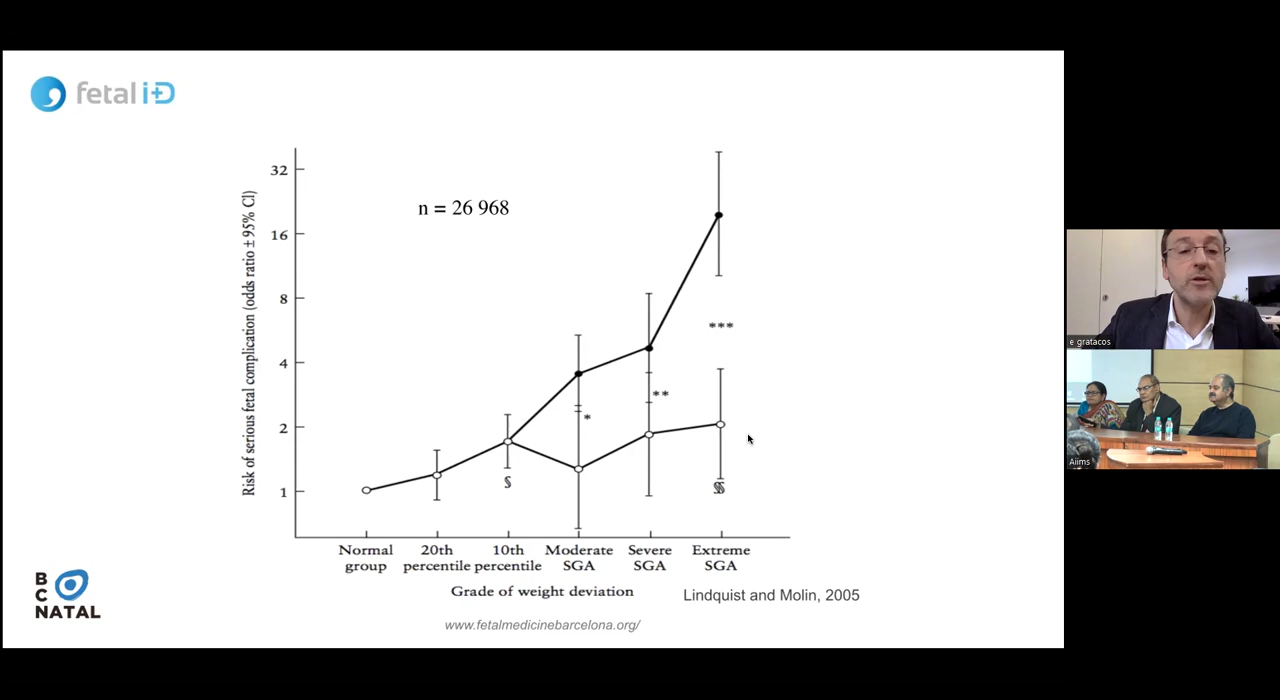 fetal i+D
Risk of serious fetal complication (odds ratio ± 95% CI)
32
16
8
4
2
1
n = 26 968
*
**
***
§
§§
Normal group
20th percentile
10th percentile
Moderate SGA
Severe SGA
Extreme SGA
Grade of weight deviation
Lindquist and Molin, 2005
B
C
NATAL
www.fetalmedicinebarcelona.org/
e gratacos
Aiims